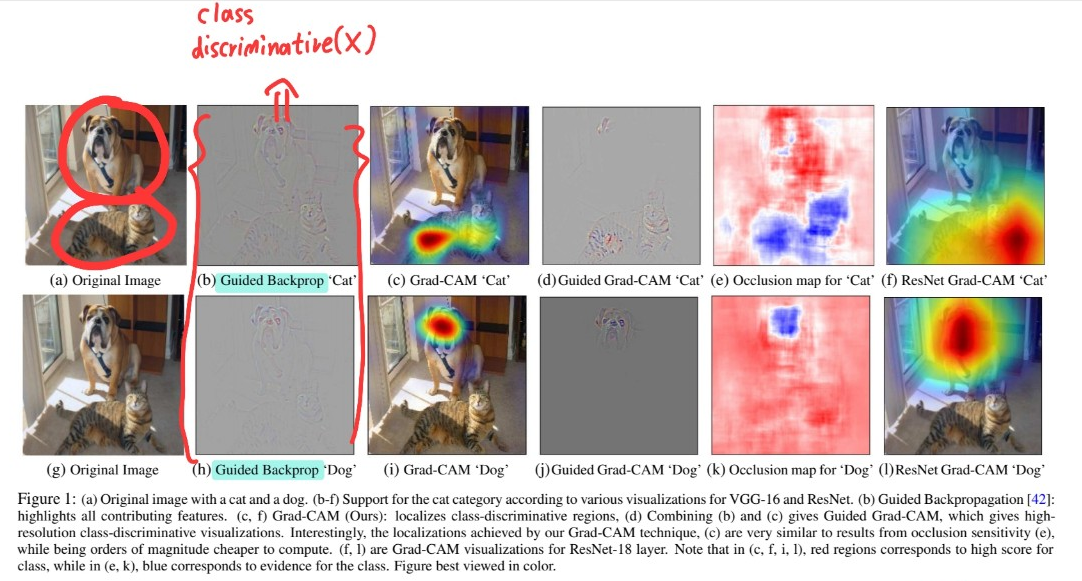 class
discriminative(X)
(a) Original Image
(b) Guided Backprop 'Cat'
(c) Grad-CAM 'Cat'
(d)Guided Grad-CAM 'Cat'
(e) Occlusion map for 'Cat'
(f) ResNet Grad-CAM 'Cat'
(g) Original Image
(h) Guided Backprop 'Dog'
(i) Grad-CAM 'Dog'
(j)Guided Grad-CAM 'Dog'
(k) Occlusion map for 'Dog'
(l)ResNet Grad-CAM 'Dog'
Figure 1: (a) Original image with a cat and a dog. (b-f) Support for the cat category according to various visualizations for VGG-16 and ResNet. (b) Guided Backpropagation [42]:
highlights all contributing features. (c, f) Grad-CAM (Ours): localizes class-discriminative regions, (d) Combining (b) and (c) gives Guided Grad-CAM, which gives high-
resolution class-discriminative visualizations. Interestingly, the localizations achieved by our Grad-CAM technique, (c) are very similar to results from occlusion sensitivity (e),
while being orders of magnitude cheaper to compute. (f, l) are Grad-CAM visualizations for ResNet-18 layer. Note that in (c, f, i, l), red regions corresponds to high score for
class, while in (e, k), blue corresponds to evidence for the class. Figure best viewed in color.